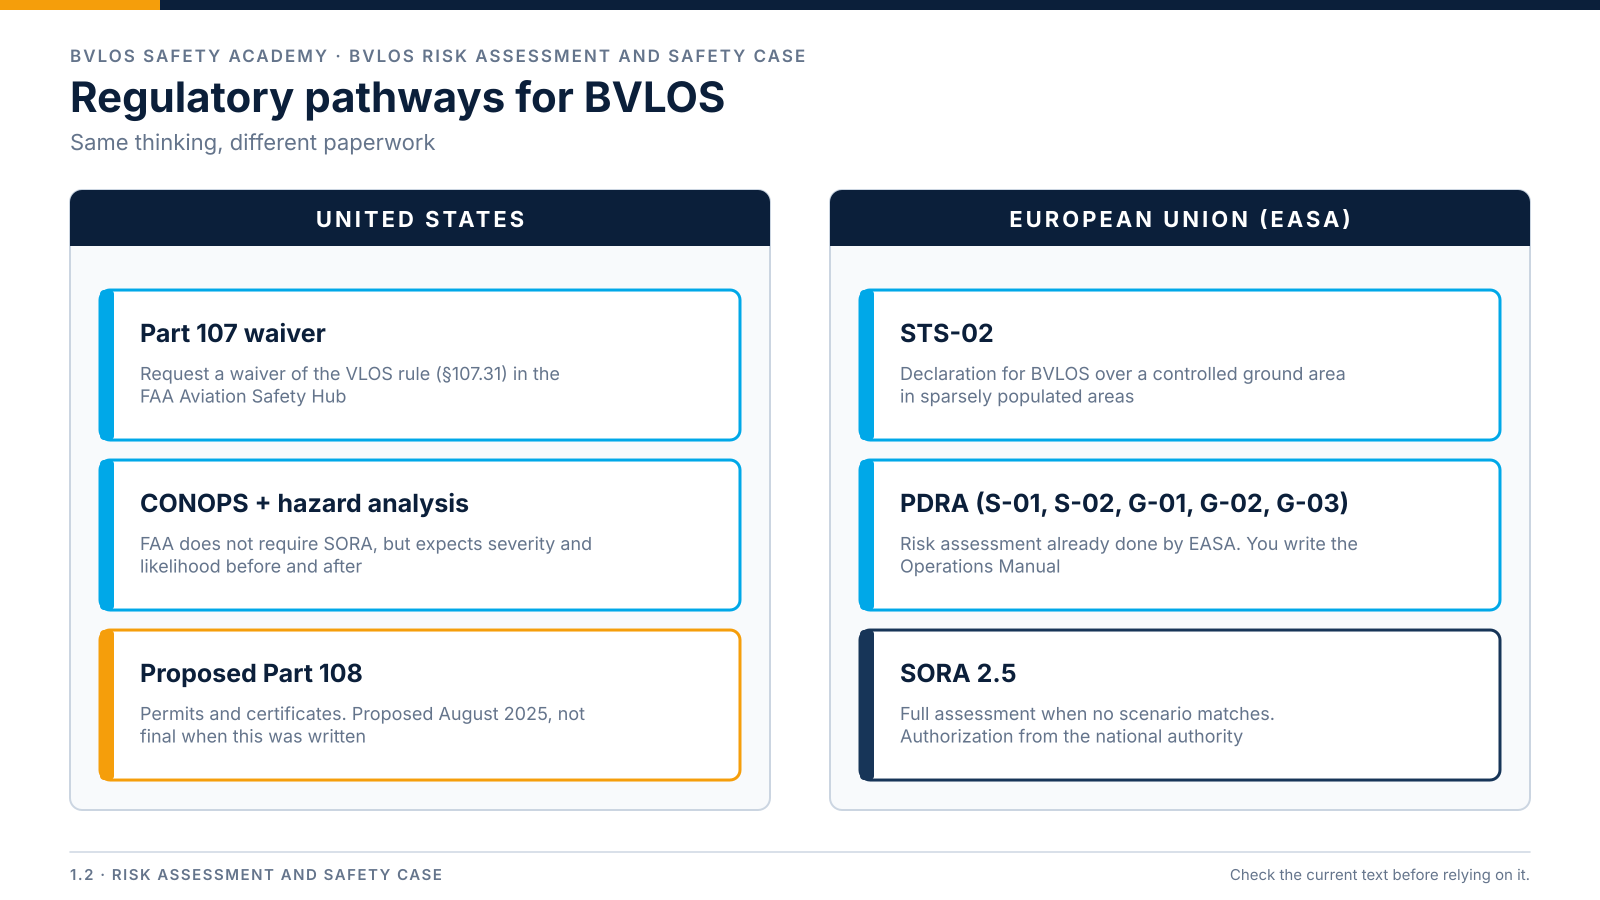 BVLOS SAFETY ACADEMY · BVLOS RISK ASSESSMENT AND SAFETY CASE
Regulatory pathways for BVLOS
Same thinking, different paperwork
UNITED STATES
Part 107 waiver
Request a waiver of the VLOS rule (§107.31) in the
FAA Aviation Safety Hub
CONOPS + hazard analysis
FAA does not require SORA, but expects severity and
likelihood before and after
Proposed Part 108
Permits and certificates. Proposed August 2025, not
final when this was written
EUROPEAN UNION (EASA)
STS-02
Declaration for BVLOS over a controlled ground area
in sparsely populated areas
PDRA (S-01, S-02, G-01, G-02, G-03)
Risk assessment already done by EASA. You write the
Operations Manual
SORA 2.5
Full assessment when no scenario matches.
Authorization from the national authority
1.2 · RISK ASSESSMENT AND SAFETY CASE
Check the current text before relying on it.